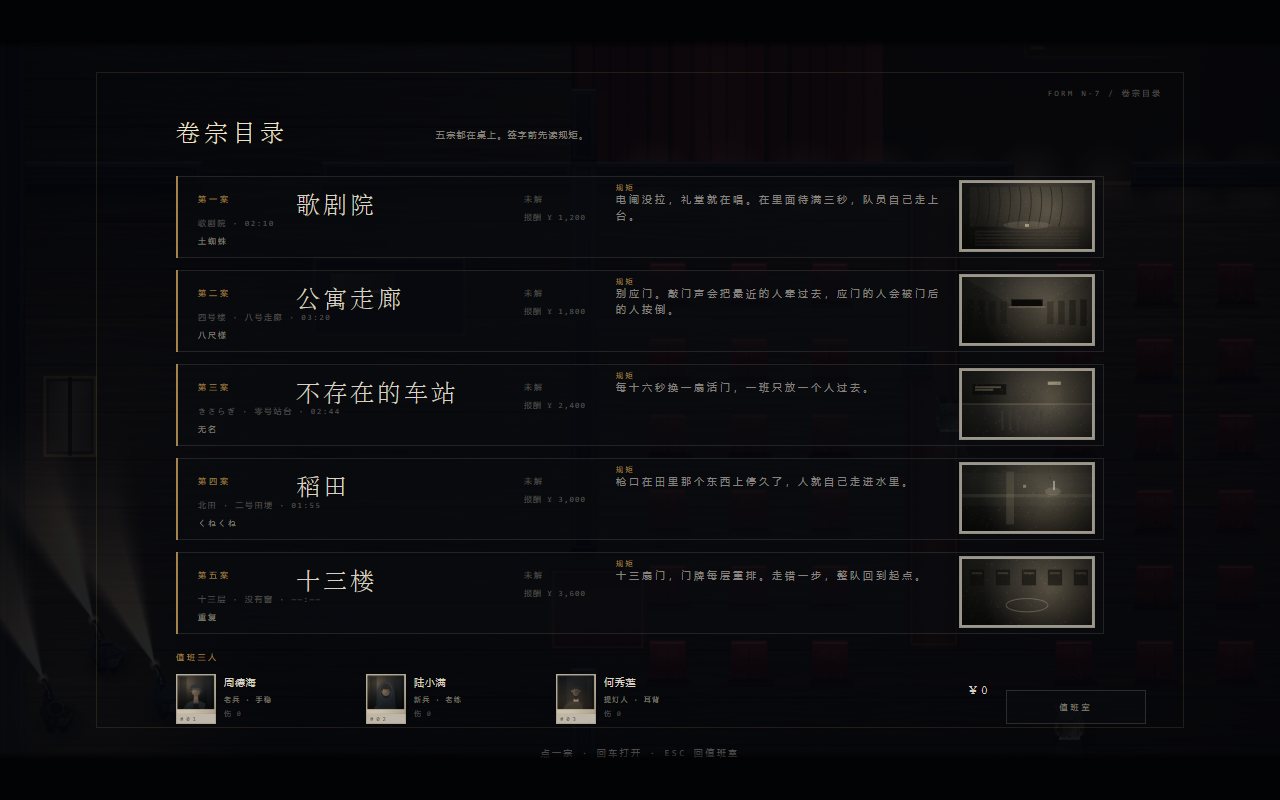 FORM N-7 / 卷宗目录
卷宗目录
五宗都在桌上。签字前先读规矩。
第一案
歌剧院
歌剧院 · 02:10
土蜘蛛
未解
报酬 ¥ 1,200
规矩
电闸没拉, 礼堂就在唱。在里面待满三秒, 队员自己走上
台。
第二案
公寓走廊
四号楼 · 八号走廊 · 03:20
八尺様
未解
报酬 ¥ 1,800
规矩
别应门。敲门声会把最近的人牵过去, 应门的人会被门后
的人按倒。
第三案
不存在的车站
きさらぎ · 零号站台 · 02:44
无名
未解
报酬 ¥ 2,400
规矩
每十六秒换一扇活门, 一班只放一个人过去。
第四案
稻田
北田 · 二号田埂 · 01:55
くねくね
未解
报酬 ¥ 3,000
规矩
枪口在田里那个东西上停久了, 人就自己走进水里。
第五案
十三楼
十三层 · 没有窗 · --:--
重复
未解
报酬 ¥ 3,600
规矩
十三扇门, 门牌每层重排。走错一步, 整队回到起点。
值班三人
#01
周德海
老兵 · 手稳
伤 0
#02
陆小满
新兵 · 老练
伤 0
#03
何秀莲
提灯人 · 耳背
伤 0
¥ 0
值班室
点一宗 · 回车打开 · ESC 回值班室